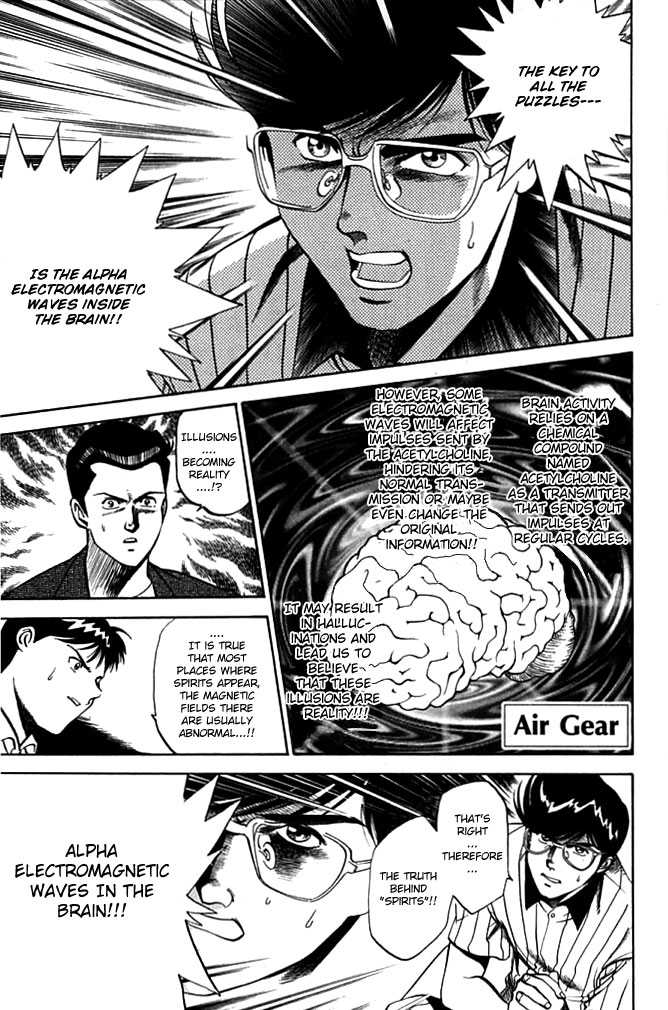 THE KEY TO
ALL THE
PUZZLES---
IS THE ALPHA
ELECTROMAGNETIC
WAVES INSIDE
THE BRAIN!!
BRAIN ACTIVITY
RELIES ON A
CHEMICAL
COMPOUND
NAMED
ACETYLCHOLINE
AS A TRANSMITTER
THAT SENDS OUT
IMPULSES AT
REGULAR CYCLES.
HOWEVER, SOME
ELECTROMAGNETIC
WAVES WILL AFFECT
IMPULSES SENT BY
THE ACETYLCHOLINE,
HINDERING ITS
NORMAL TRANS-
MISSION OR MAYBE
EVEN CHANGE THE
ORIGINAL
INFORMATION!!
IT MAY RESULT
IN HALLUC-
INATIONS AND
LEAD US TO
BELIEVE
THAT THESE
ILLUSIONS ARE
REALITY!!!
Air Gear
ILLUSIONS
....
BECOMING
REALITY
....!?
....
IT IS TRUE
THAT MOST
PLACES WHERE
SPIRITS APPEAR,
THE MAGNETIC
FIELDS THERE
ARE USUALLY
ABNORMAL...!!
THAT'S
RIGHT
...
THEREFORE
...
THE TRUTH
BEHIND
"SPIRITS"!!
ALPHA
ELECTROMAGNETIC
WAVES IN THE
BRAIN!!!